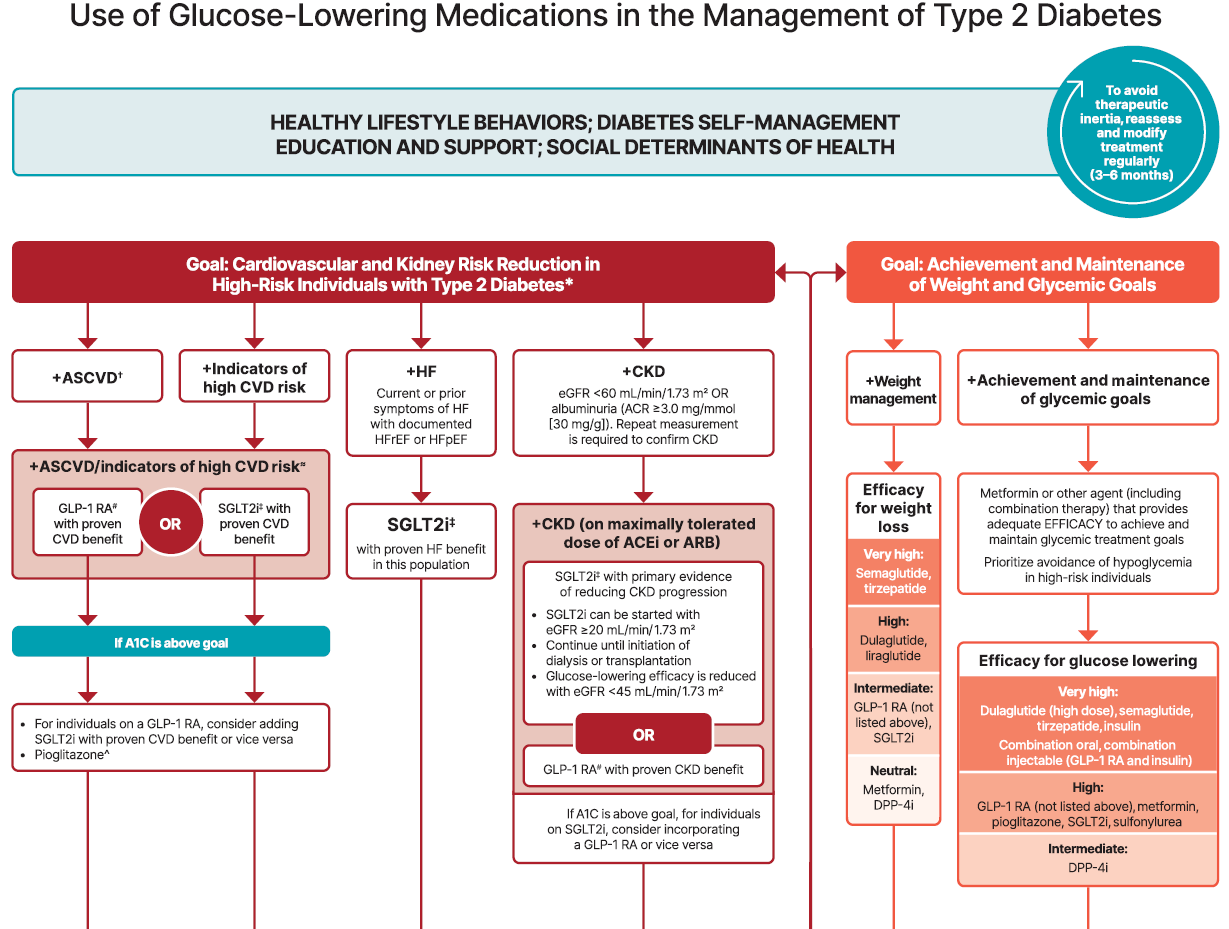 Use of Glucose-Lowering Medications in the Management of Type 2 Diabetes
HEALTHY LIFESTYLE BEHAVIORS; DIABETES SELF-MANAGEMENT
EDUCATION AND SUPPORT; SOCIAL DETERMINANTS OF HEALTH
To avoid
therapeutic
inertia, reassess
and modify
treatment
regularly
(3–6 months)
Goal: Cardiovascular and Kidney Risk Reduction in
High-Risk Individuals with Type 2 Diabetes*
+ASCVD†
+Indicators of
high CVD risk
+ASCVD/indicators of high CVD risk≈
GLP-1 RA#
with proven
CVD benefit
OR
SGLT2i‡ with
proven CVD
benefit
If A1C is above goal
• For individuals on a GLP-1 RA, consider adding
SGLT2i with proven CVD benefit or vice versa
• Pioglitazone^
+HF
Current or prior
symptoms of HF
with documented
HFrEF or HFpEF
SGLT2i‡
with proven HF benefit
in this population
+CKD
eGFR <60 mL/min/1.73 m² OR
albuminuria (ACR ≥3.0 mg/mmol
[30 mg/g]). Repeat measurement
is required to confirm CKD
+CKD (on maximally tolerated
dose of ACEi or ARB)
SGLT2i‡ with primary evidence
of reducing CKD progression
• SGLT2i can be started with
eGFR ≥20 mL/min/1.73 m²
• Continue until initiation of
dialysis or transplantation
• Glucose-lowering efficacy is reduced
with eGFR <45 mL/min/1.73 m²
OR
GLP-1 RA# with proven CKD benefit
If A1C is above goal, for individuals
on SGLT2i, consider incorporating
a GLP-1 RA or vice versa
Goal: Achievement and Maintenance
of Weight and Glycemic Goals
+Weight
management
Efficacy
for weight
loss
Very high:
Semaglutide,
tirzepatide
High:
Dulaglutide,
liraglutide
Intermediate:
GLP-1 RA (not
listed above),
SGLT2i
Neutral:
Metformin,
DPP-4i
+Achievement and maintenance
of glycemic goals
Metformin or other agent (including
combination therapy) that provides
adequate EFFICACY to achieve and
maintain glycemic treatment goals
Prioritize avoidance of hypoglycemia
in high-risk individuals
Efficacy for glucose lowering
Very high:
Dulaglutide (high dose), semaglutide,
tirzepatide, insulin
Combination oral, combination
injectable (GLP-1 RA and insulin)
High:
GLP-1 RA (not listed above), metformin,
pioglitazone, SGLT2i, sulfonylurea
Intermediate:
DPP-4i